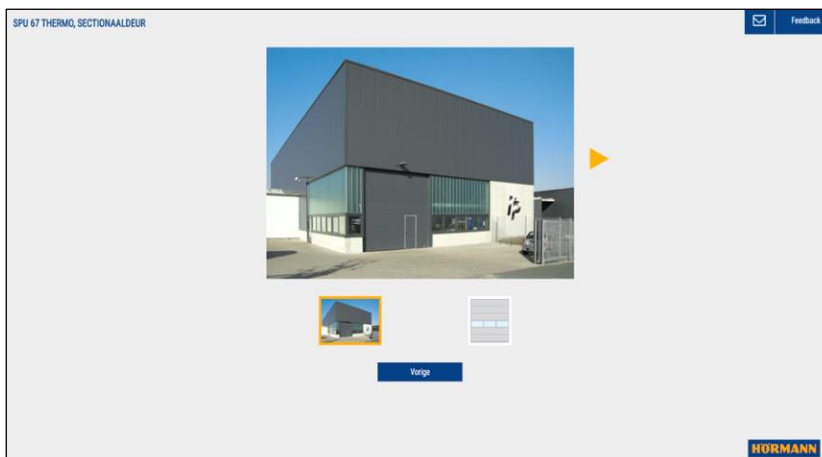 SPU 67 THERMO, SECTIONAALDEUR
Feedback
Vorige
HÖRMANN